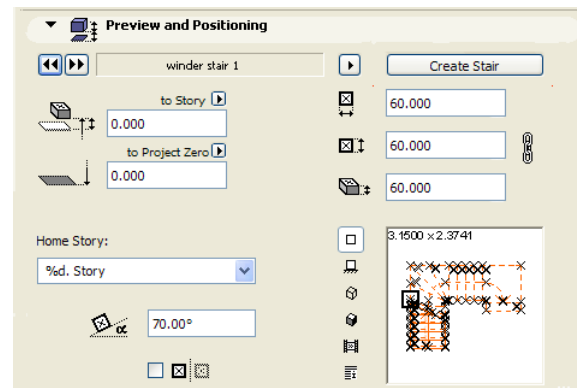 Preview and Positioning
winder stair 1
Create Stair
to Story
0.000
60.000
to Project Zero
60.000
0.000
60.000
Home Story:
3.1500 x 2.3741
%d. Story
α
70.00°